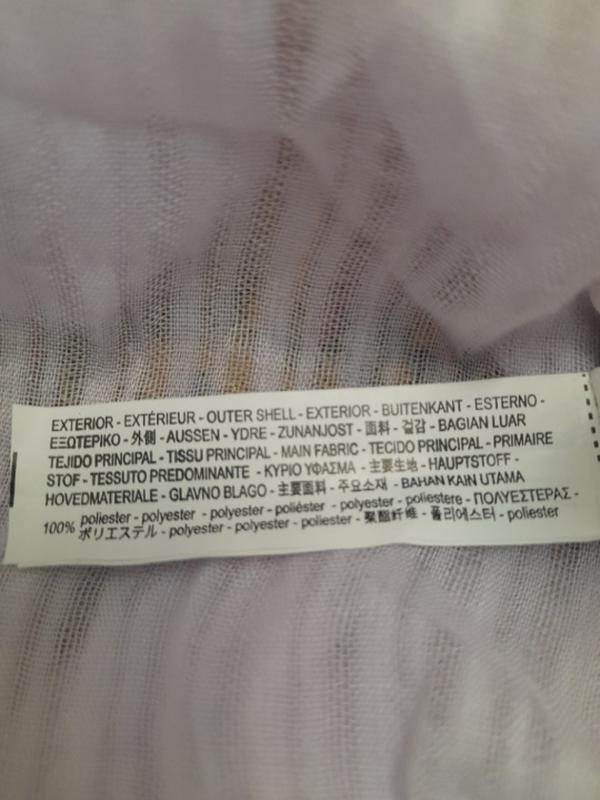 EXTERIOR - EXTÉRIEUR - OUTER SHELL - EXTERIOR - BUITENKANT - ESTERNO -
ΕΞΩΤΕΡΙΚΟ - 外側 - AUSSEN - YDRE - ZUNANJOST - 面料 - 겉감 - BAGIAN LUAR
TEJIDO PRINCIPAL - TISSU PRINCIPAL - MAIN FABRIC - TECIDO PRINCIPAL - PRIMAIRE
STOF - TESSUTO PREDOMINANTE - ΚΥΡΙΟ ΥΦΑΣΜΑ - 主要生地 - HAUPTSTOFF -
HOVEDMATERIALE - GLAVNO BLAGO - 主要面料 - 주요소재 - BAHAN KAIN UTAMA
100% poliester - polyester - polyester - poliéster - polyester - poliestere - ΠΟΛΥΕΣΤΕΡΑΣ -
ポリエステル - polyester - polyester - poliester - 聚酯纤维 - 폴리에스터 - poliester